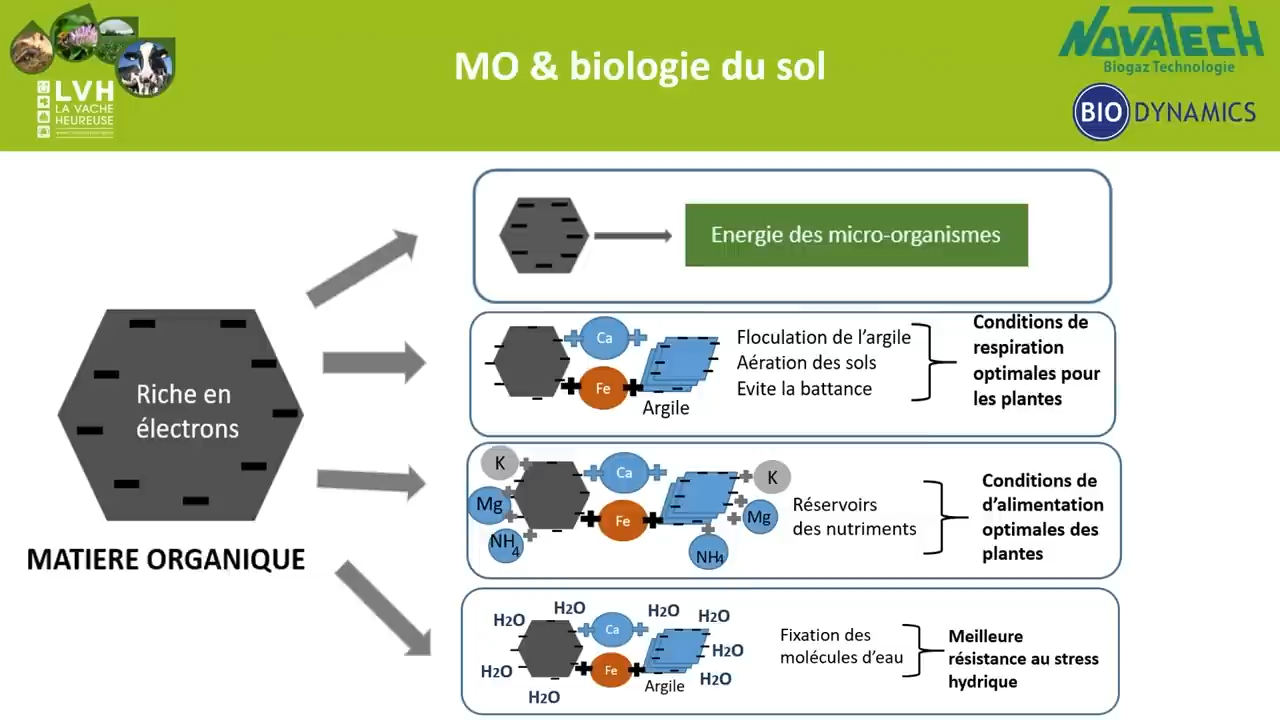 MO & biologie du sol
LVH
LA VACHE
HEUREUSE
NOVATECH
Biogaz Technologie
BIO DYNAMICS
Energie des micro-organismes
Riche en
électrons
MATIERE ORGANIQUE
Ca
Fe
Argile
Floculation de l'argile
Aération des sols
Evite la battance
Conditions de
respiration
optimales pour
les plantes
K
Mg
NH4
Ca
Fe
K
Mg
NH4
Réservoirs
des nutriments
Conditions de
d'alimentation
optimales des
plantes
H2O
H2O
H2O
H2O
H2O
H2O
H2O
H2O
Ca
Fe
Argile
Fixation des
molécules d'eau
Meilleure
résistance au stress
hydrique